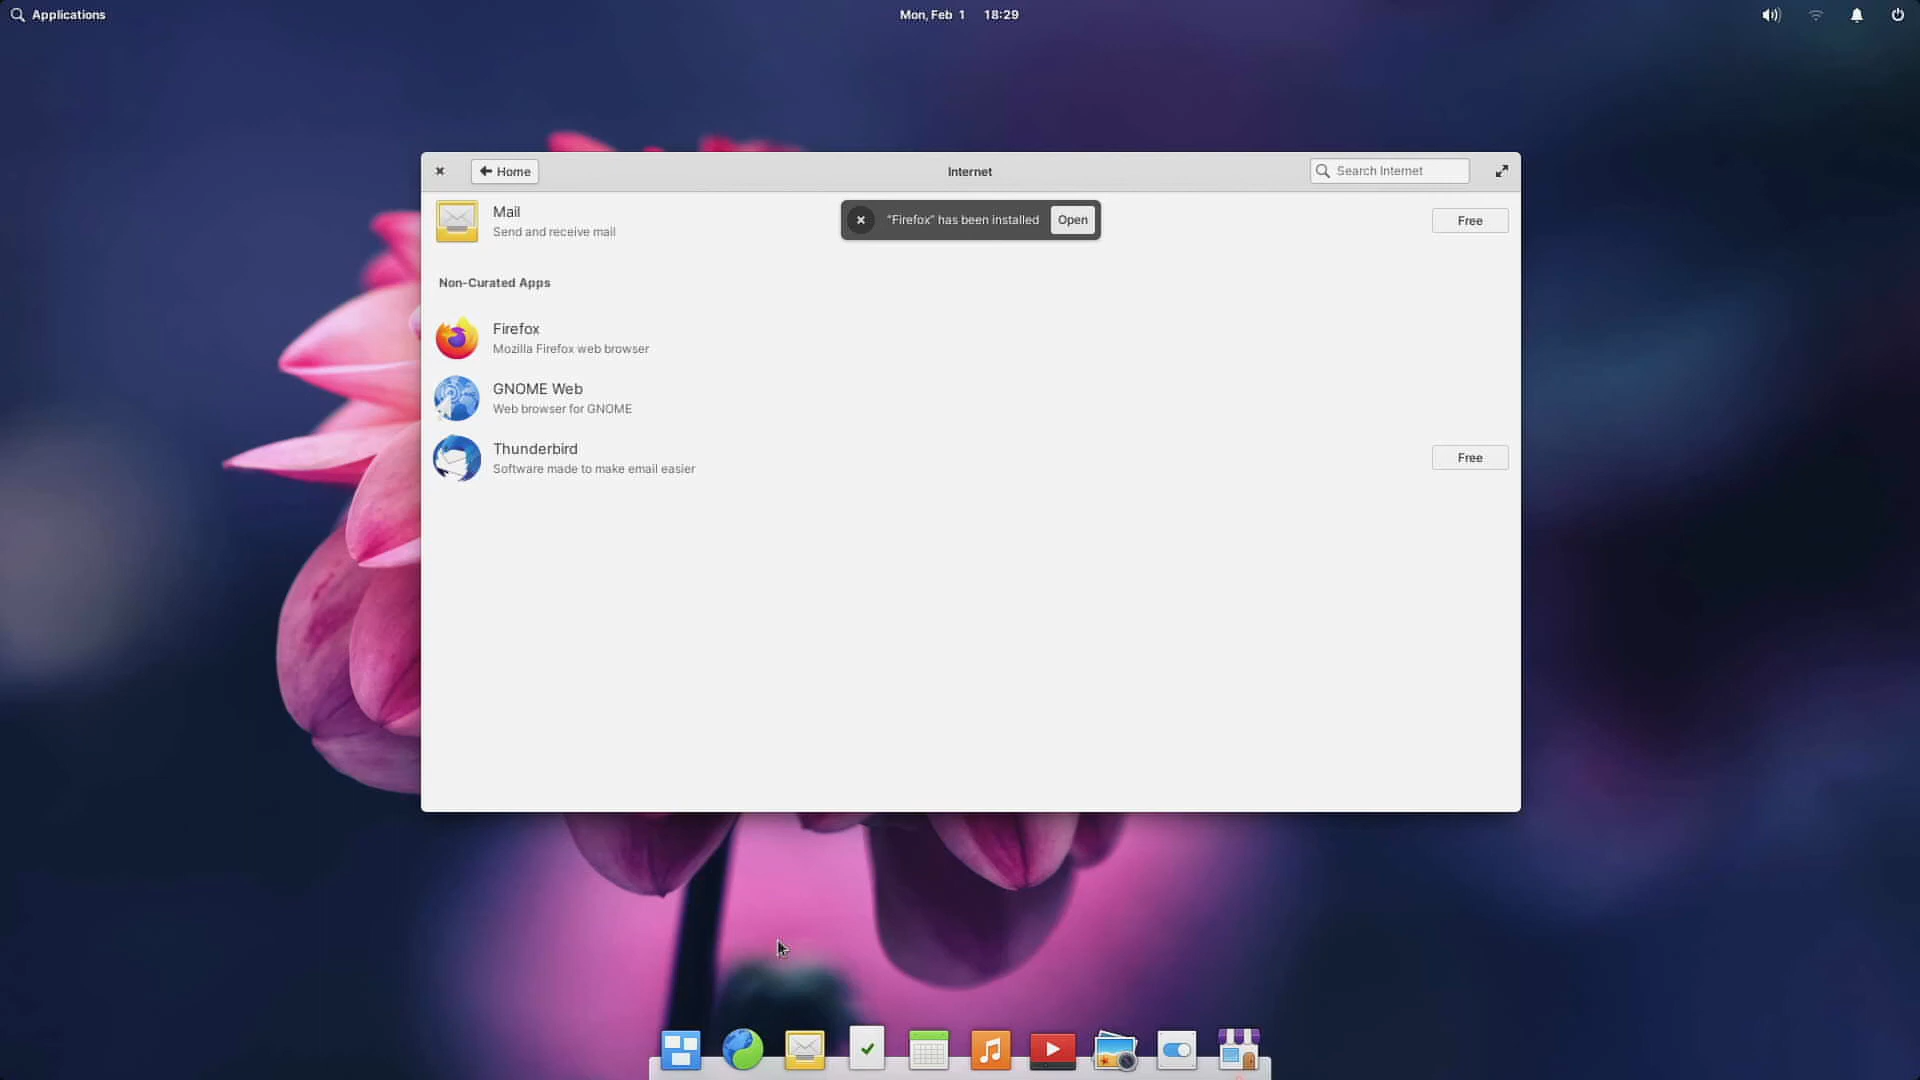 Applications
Mon, Feb 1 18:29
Home
Internet
Search Internet
Mail
Send and receive mail
"Firefox" has been installed
Open
Free
Non-Curated Apps
Firefox
Mozilla Firefox web browser
GNOME Web
Web browser for GNOME
Thunderbird
Software made to make email easier
Free